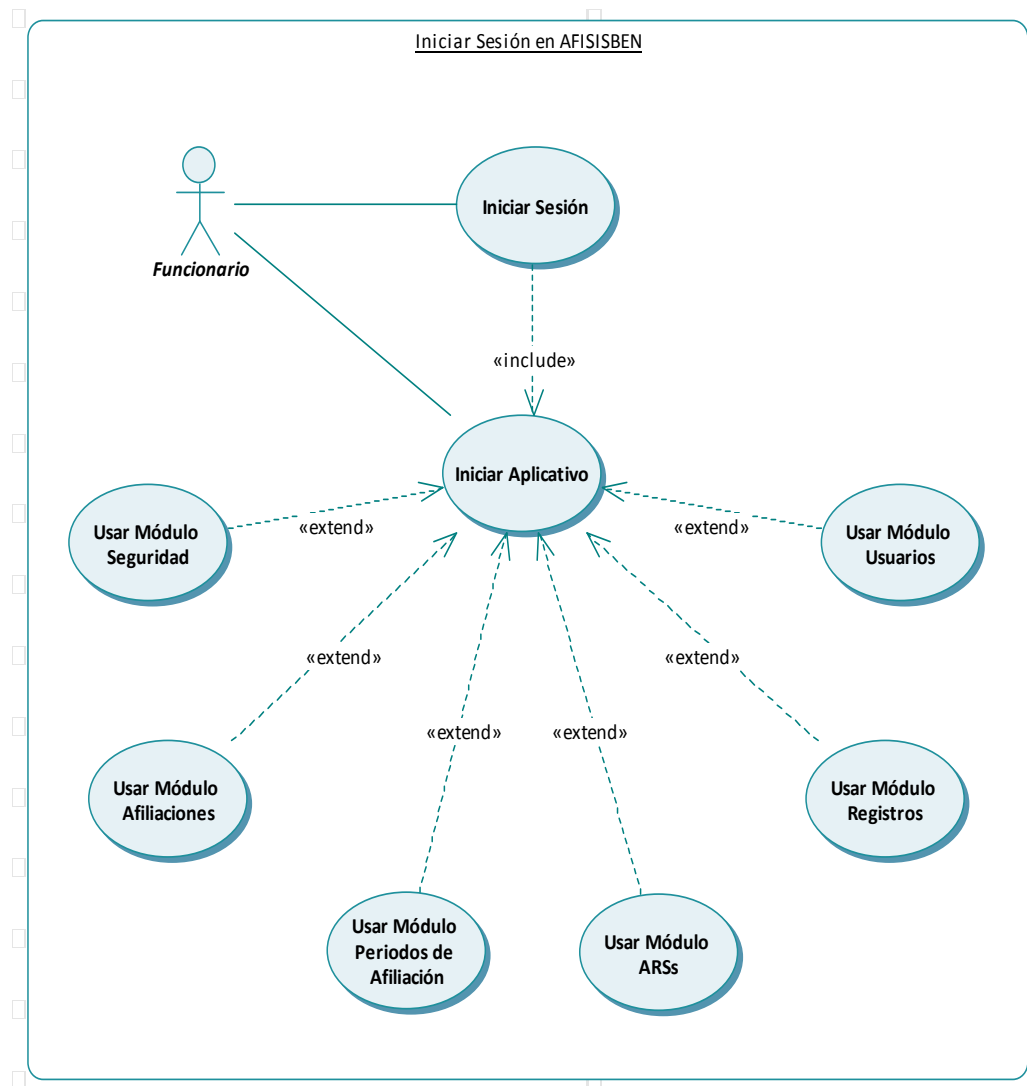 Iniciar Sesión en AFISISBEN
Iniciar Sesión
Funcionario
«include»
Iniciar Aplicativo
Usar Módulo
Seguridad
«extend»
«extend»
Usar Módulo
Usuarios
«extend»
«extend»
«extend»
«extend»
Usar Módulo
Afiliaciones
Usar Módulo
Registros
Usar Módulo
Periodos de
Afiliación
Usar Módulo
ARSs